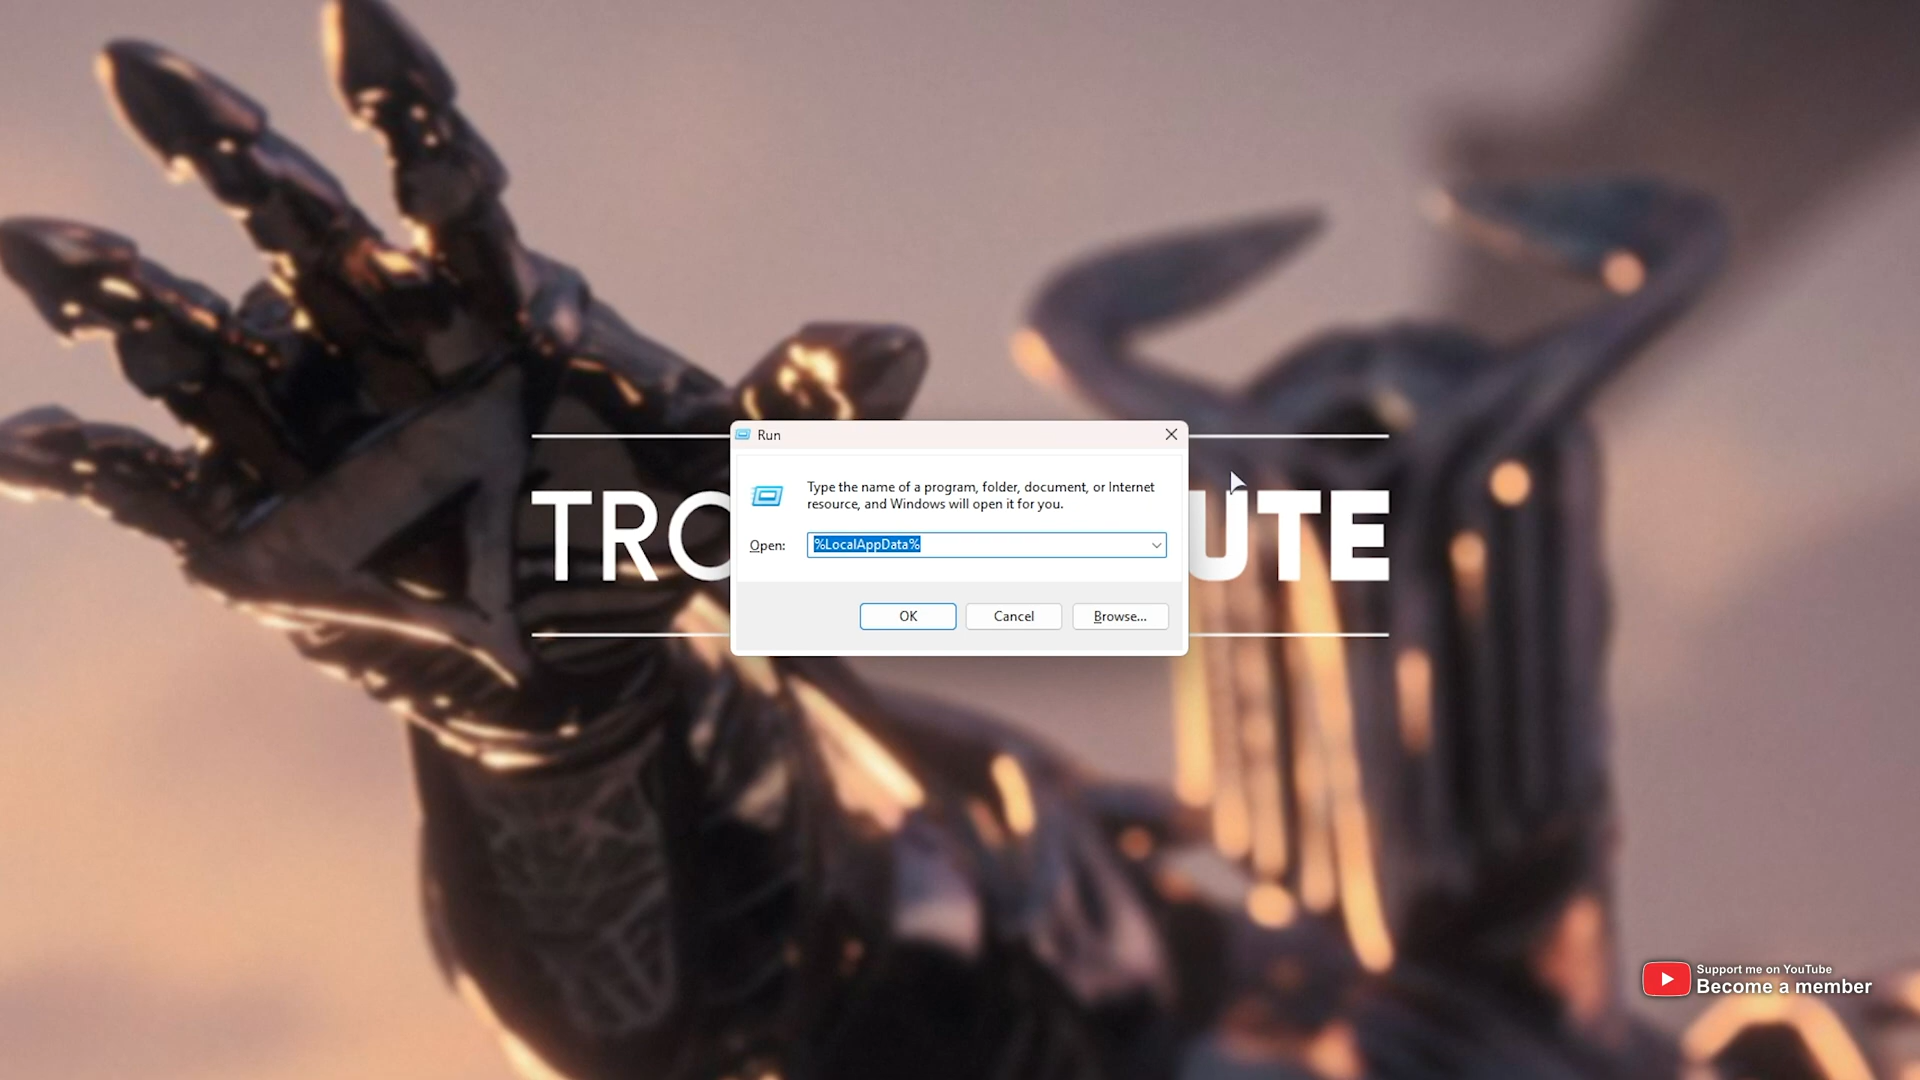 Run
Type the name of a program, folder, document, or Internet
resource, and Windows will open it for you.
Open:
%LocalAppData%
OK
Cancel
Browse...
TRO
UTE
Support me on YouTube
Become a member